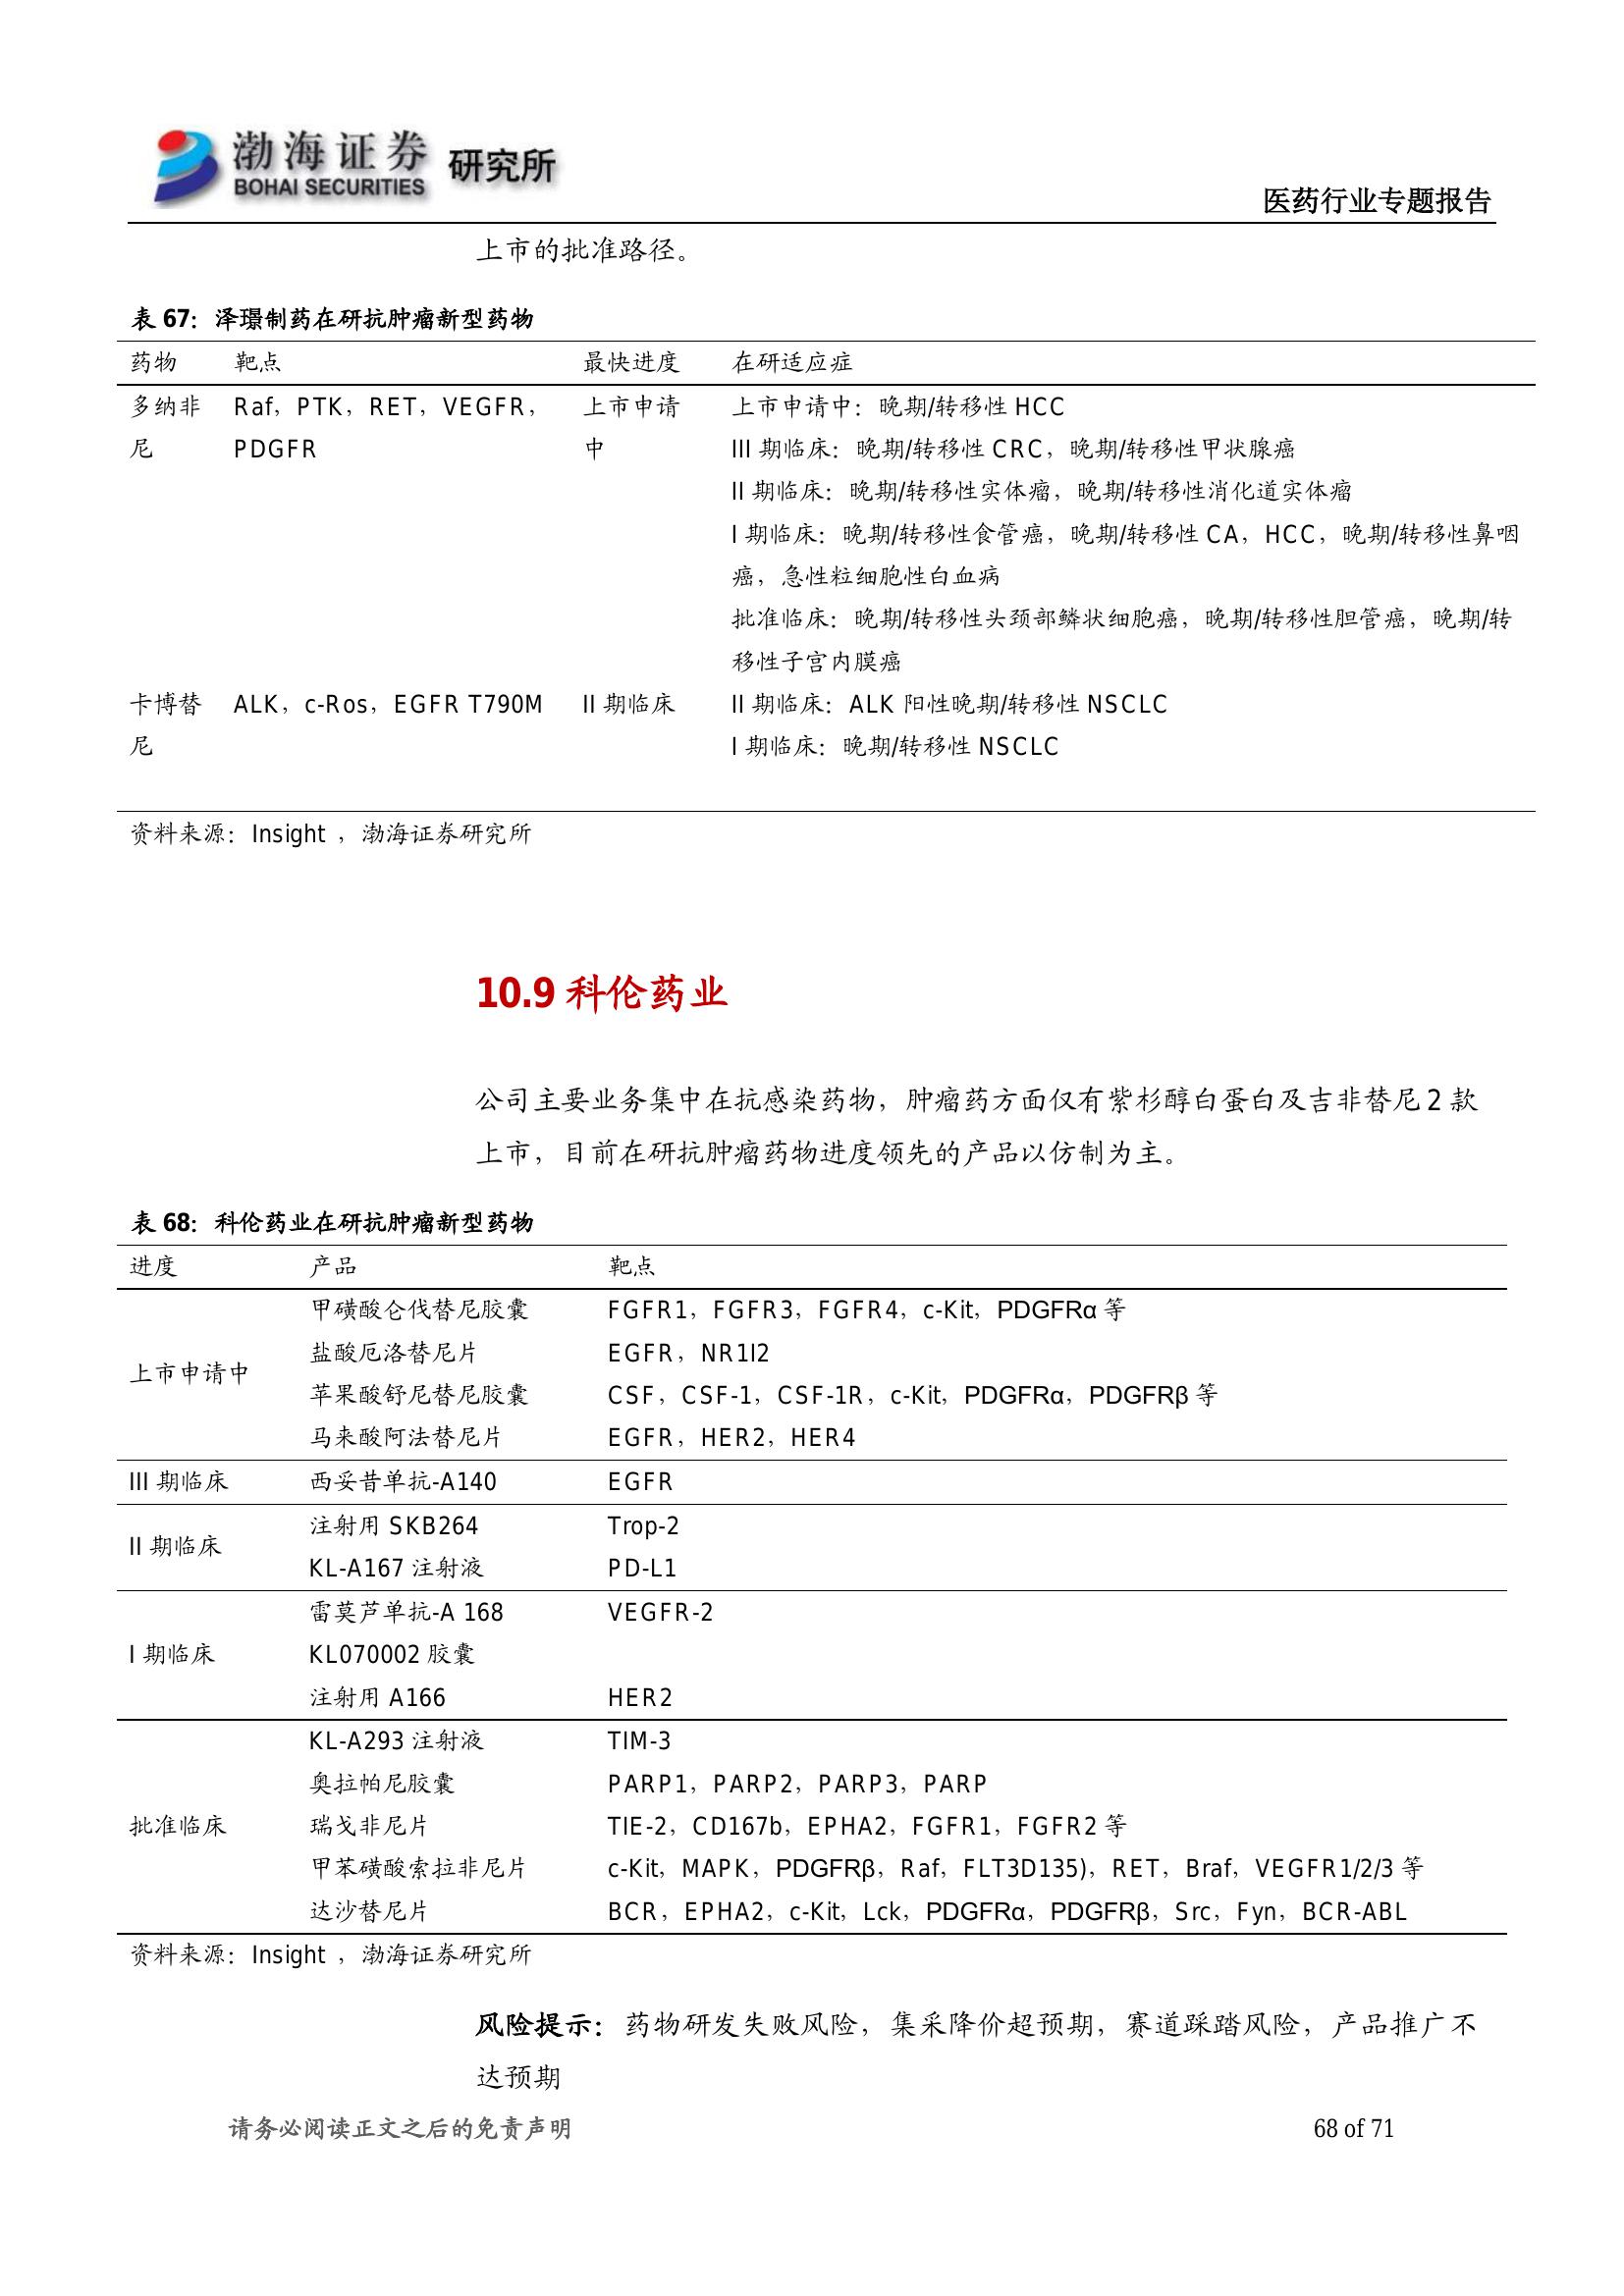 渤海证券 研究所
BOHAI SECURITIES
医药行业专题报告
上市的批准路径。
表 67：泽璟制药在研抗肿瘤新型药物
药物 靶点 最快进度 在研适应症
多纳非 Raf，PTK，RET，VEGFR， 上市申请 上市申请中：晚期/转移性 HCC
尼 PDGFR 中 III 期临床：晚期/转移性 CRC，晚期/转移性甲状腺癌
II 期临床：晚期/转移性实体瘤，晚期/转移性消化道实体瘤
I 期临床：晚期/转移性食管癌，晚期/转移性 CA，HCC，晚期/转移性鼻咽
癌，急性粒细胞性白血病
批准临床：晚期/转移性头颈部鳞状细胞癌，晚期/转移性胆管癌，晚期/转
移性子宫内膜癌
卡博替 ALK，c-Ros，EGFR T790M II 期临床 II 期临床：ALK 阳性晚期/转移性 NSCLC
尼 I 期临床：晚期/转移性 NSCLC
资料来源：Insight ，渤海证券研究所
10.9 科伦药业
公司主要业务集中在抗感染药物，肿瘤药方面仅有紫杉醇白蛋白及吉非替尼 2 款
上市，目前在研抗肿瘤药物进度领先的产品以仿制为主。
表 68：科伦药业在研抗肿瘤新型药物
进度 产品 靶点
上市申请中 甲磺酸仑伐替尼胶囊 FGFR1，FGFR3，FGFR4，c-Kit，PDGFRα 等
盐酸厄洛替尼片 EGFR，NR1I2
苹果酸舒尼替尼胶囊 CSF，CSF-1，CSF-1R，c-Kit，PDGFRα，PDGFRβ 等
马来酸阿法替尼片 EGFR，HER2，HER4
III 期临床 西妥昔单抗-A140 EGFR
II 期临床 注射用 SKB264 Trop-2
KL-A167 注射液 PD-L1
I 期临床 雷莫芦单抗-A 168 VEGFR-2
KL070002 胶囊
注射用 A166 HER2
批准临床 KL-A293 注射液 TIM-3
奥拉帕尼胶囊 PARP1，PARP2，PARP3，PARP
瑞戈非尼片 TIE-2，CD167b，EPHA2，FGFR1，FGFR2 等
甲苯磺酸索拉非尼片 c-Kit，MAPK，PDGFRβ，Raf，FLT3D135)，RET，Braf，VEGFR1/2/3 等
达沙替尼片 BCR，EPHA2，c-Kit，Lck，PDGFRα，PDGFRβ，Src，Fyn，BCR-ABL
资料来源：Insight ，渤海证券研究所
风险提示：药物研发失败风险，集采降价超预期，赛道踩踏风险，产品推广不
达预期
请务必阅读正文之后的免责声明 68 of 71